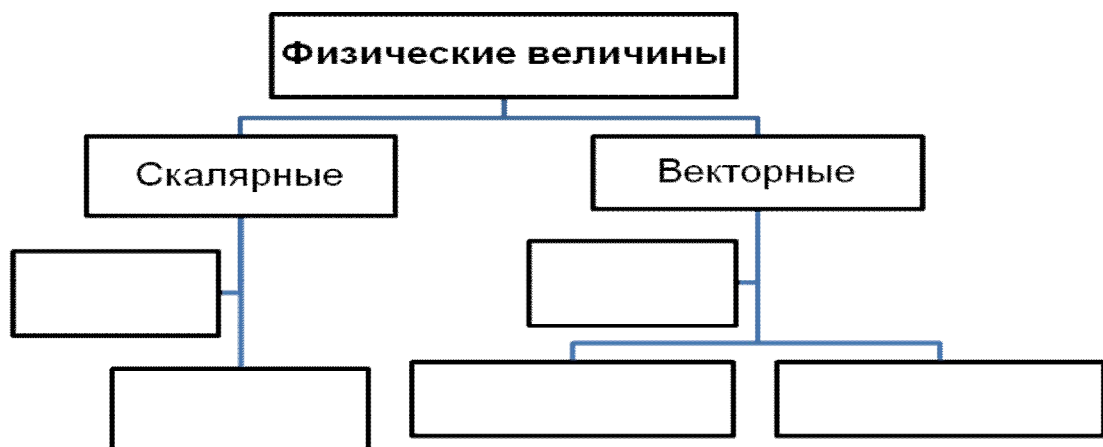 Физические величины
Скалярные
Векторные